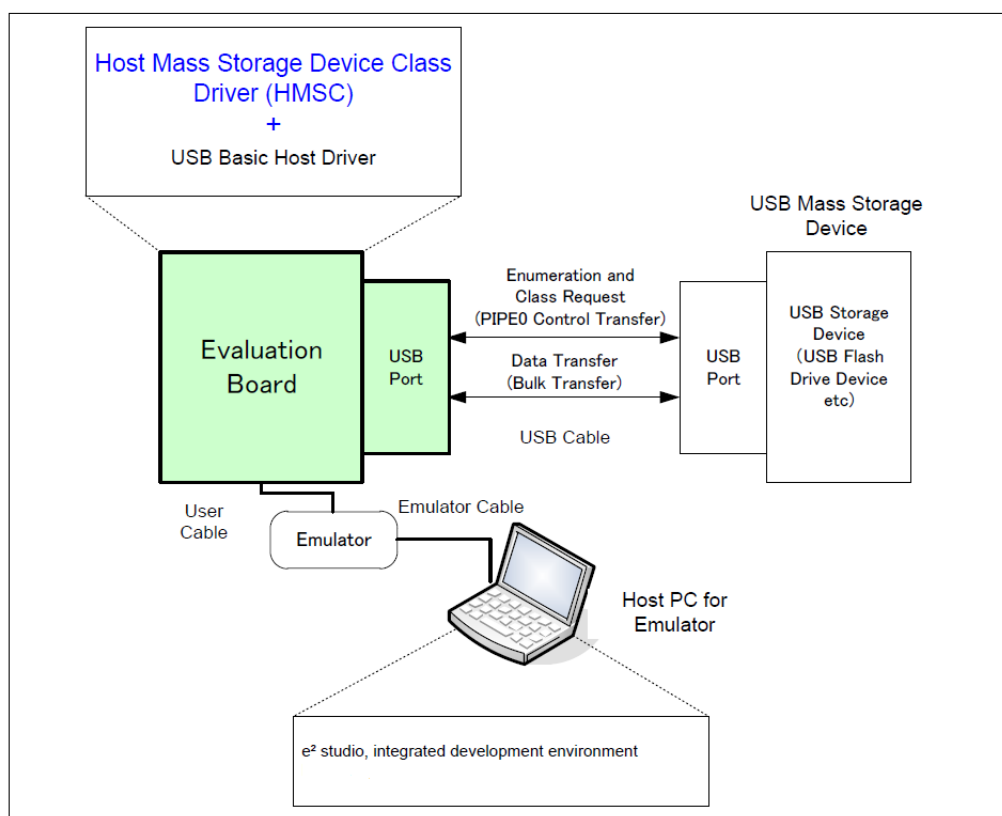 Host Mass Storage Device Class
Driver (HMSC)
+
USB Basic Host Driver
USB Mass Storage
Device
Evaluation
Board
USB
Port
Enumeration and
Class Request
(PIPE0 Control Transfer)
Data Transfer
(Bulk Transfer)
USB Cable
USB
Port
USB Storage
Device
(USB Flash
Drive Device
etc)
User
Cable
Emulator
Emulator Cable
Host PC for
Emulator
e² studio, integrated development environment